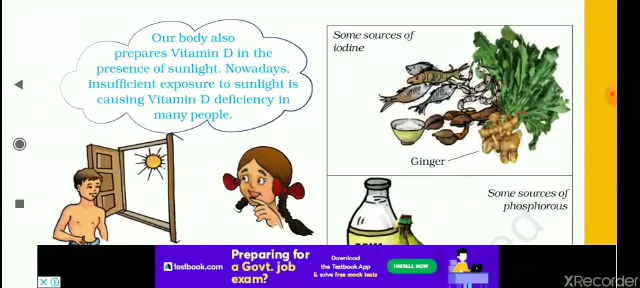 Our body also
prepares Vitamin D in the
presence of sunlight. Nowadays,
insufficient exposure to sunlight is
causing Vitamin D deficiency in
many people.
Some sources of
iodine
Ginger
Some sources of
phosphorous
testbook.com
Preparing for
a Govt. job
exam?
Download
the Testbook App
& solve free mock tests
INSTALL NOW
XRecorder